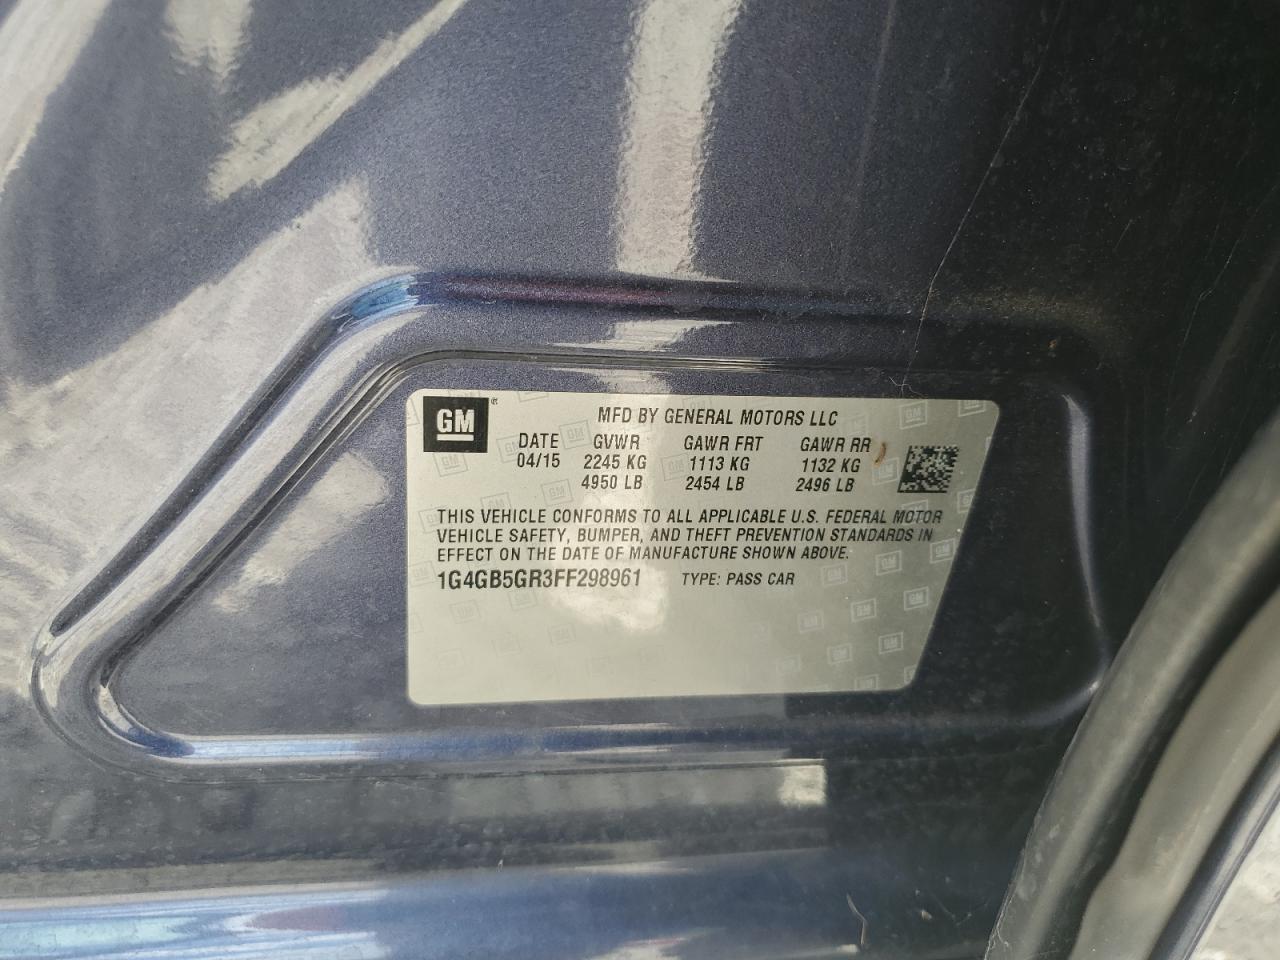 GM ®
MFD BY GENERAL MOTORS LLC
DATE GVWR GAWR FRT GAWR RR
04/15 2245 KG 1113 KG 1132 KG
4950 LB 2454 LB 2496 LB
THIS VEHICLE CONFORMS TO ALL APPLICABLE U.S. FEDERAL MOTOR
VEHICLE SAFETY, BUMPER, AND THEFT PREVENTION STANDARDS IN
EFFECT ON THE DATE OF MANUFACTURE SHOWN ABOVE.
1G4GB5GR3FF298961 TYPE: PASS CAR